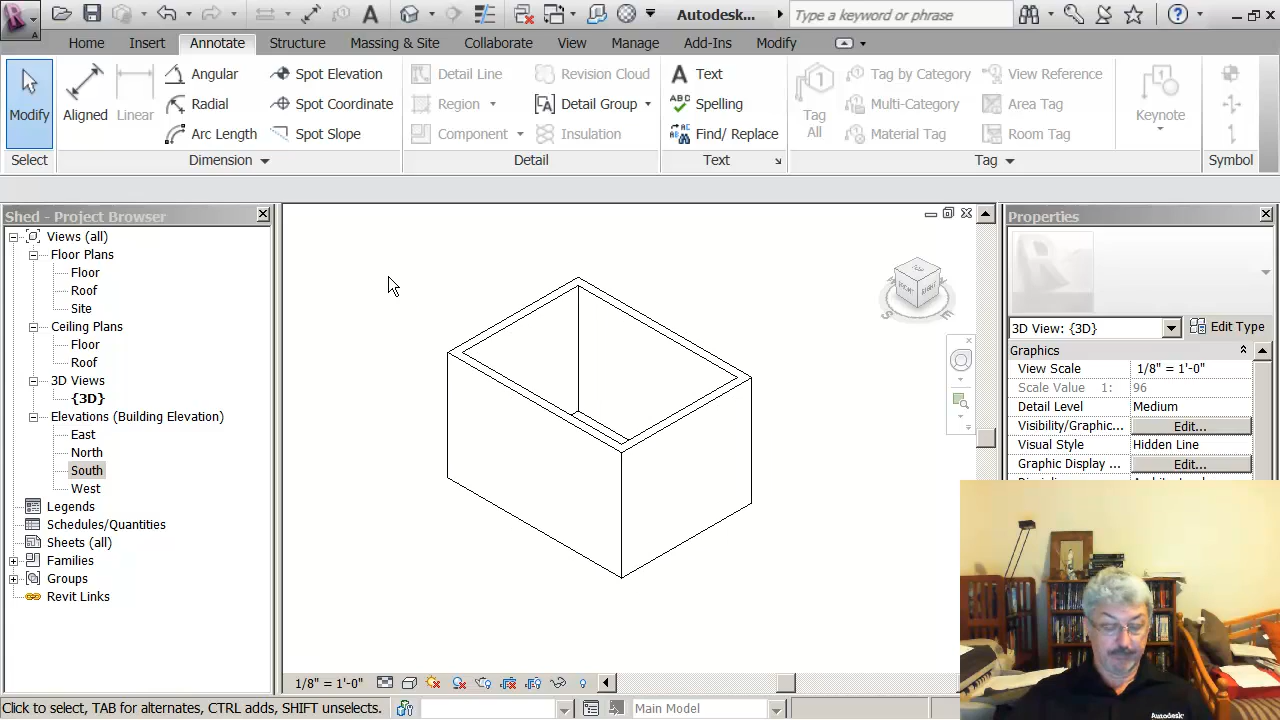 Autodesk...
Type a keyword or phrase
Home Insert Annotate Structure Massing & Site Collaborate View Manage Add-Ins Modify
Modify
Select
Aligned
Linear
Angular
Radial
Arc Length
Spot Elevation
Spot Coordinate
Spot Slope
Dimension
Detail Line
Region
Component
Revision Cloud
Detail Group
Insulation
Detail
Text
Spelling
Find/ Replace
Text
Tag
All
Tag by Category
Multi-Category
Material Tag
View Reference
Area Tag
Room Tag
Tag
Keynote
Symbol
Shed - Project Browser
Views (all)
Floor Plans
Floor
Roof
Site
Ceiling Plans
Floor
Roof
3D Views
{3D}
Elevations (Building Elevation)
East
North
South
West
Legends
Schedules/Quantities
Sheets (all)
Families
Groups
Revit Links
Properties
3D View: {3D}
Edit Type
Graphics
View Scale 1/8" = 1'-0"
Scale Value 1: 96
Detail Level Medium
Visibility/Graphic... Edit...
Visual Style Hidden Line
Graphic Display ... Edit...
1/8" = 1'-0"
Click to select, TAB for alternates, CTRL adds, SHIFT unselects.
Main Model
Autodesk